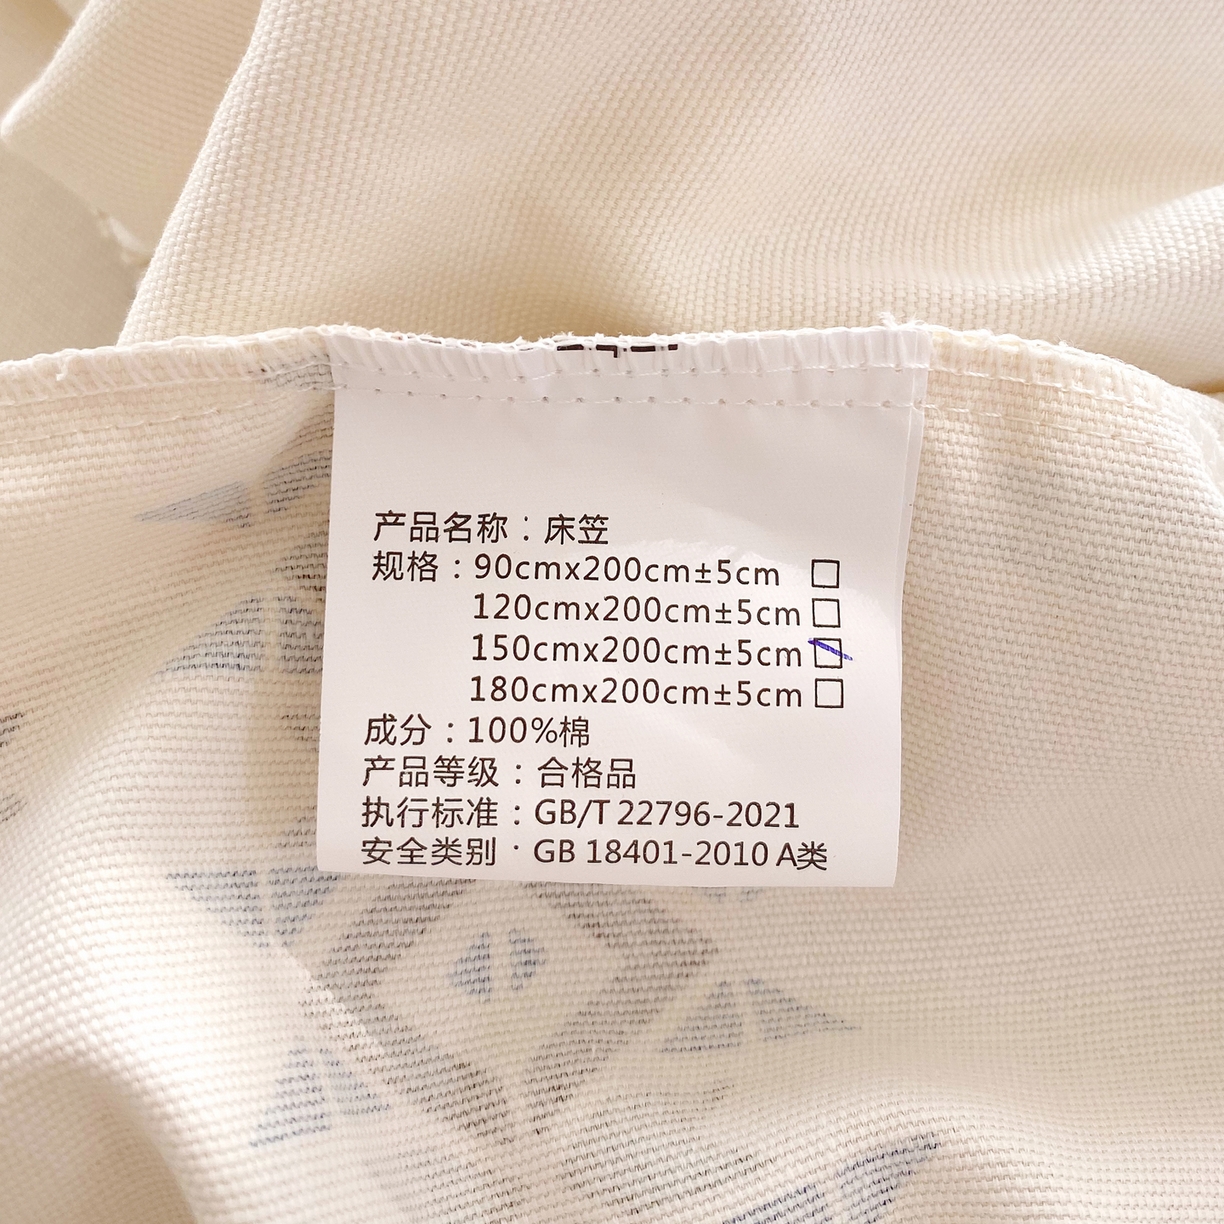 产品名称：床笠
规格：90cmx200cm±5cm □
120cmx200cm±5cm □
150cmx200cm±5cm □
180cmx200cm±5cm □
成分：100%棉
产品等级：合格品
执行标准：GB/T 22796-2021
安全类别：GB 18401-2010 A类